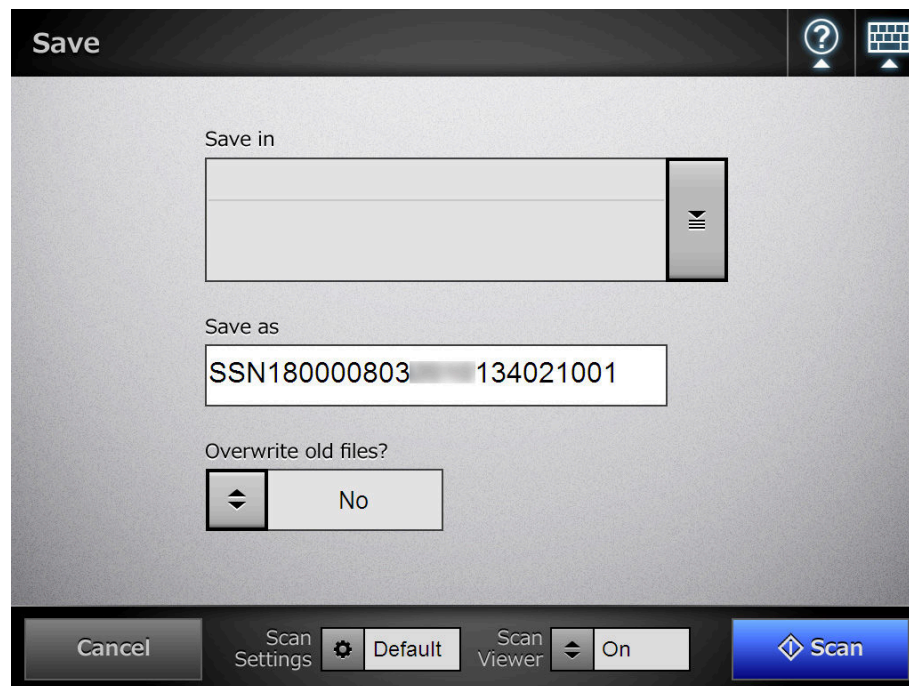 Save
?
Save in
Save as
SSN180000803 134021001
Overwrite old files?
No
Cancel
Scan Settings
Default
Scan Viewer
On
Scan